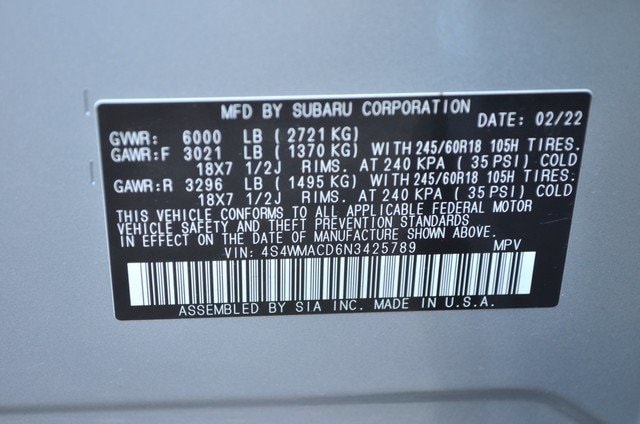 MFD BY SUBARU CORPORATION DATE: 02/22
GVWR: 6000 LB (2721 KG)
GAWR:F 3021 LB (1370 KG) WITH 245/60R18 105H TIRES.
18X7 1/2J RIMS. AT 240 KPA (35 PSI) COLD
GAWR:R 3296 LB (1495 KG) WITH 245/60R18 105H TIRES.
18X7 1/2J RIMS. AT 240 KPA (35 PSI) COLD
THIS VEHICLE CONFORMS TO ALL APPLICABLE FEDERAL MOTOR
VEHICLE SAFETY AND THEFT PREVENTION STANDARDS
IN EFFECT ON THE DATE OF MANUFACTURE SHOWN ABOVE.
VIN: 4S4WMACD6N3425789 MPV
ASSEMBLED BY SIA INC. MADE IN U.S.A.